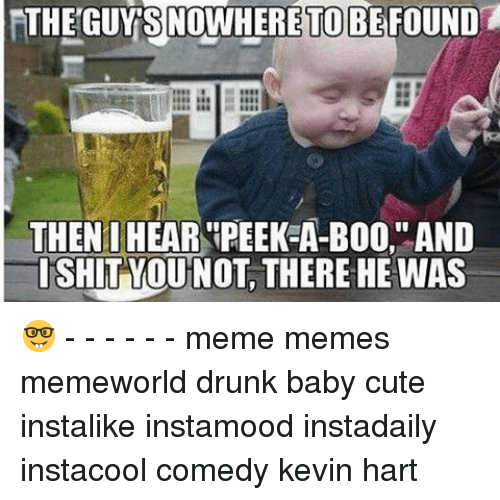 THE GUY'S NOWHERE TO BE FOUND
THEN I HEAR "PEEK-A-BOO," AND
I SHIT YOU NOT, THERE HE WAS
🤓 - - - - - - meme memes
memeworld drunk baby cute
instalike instamood instadaily
instacool comedy kevin hart